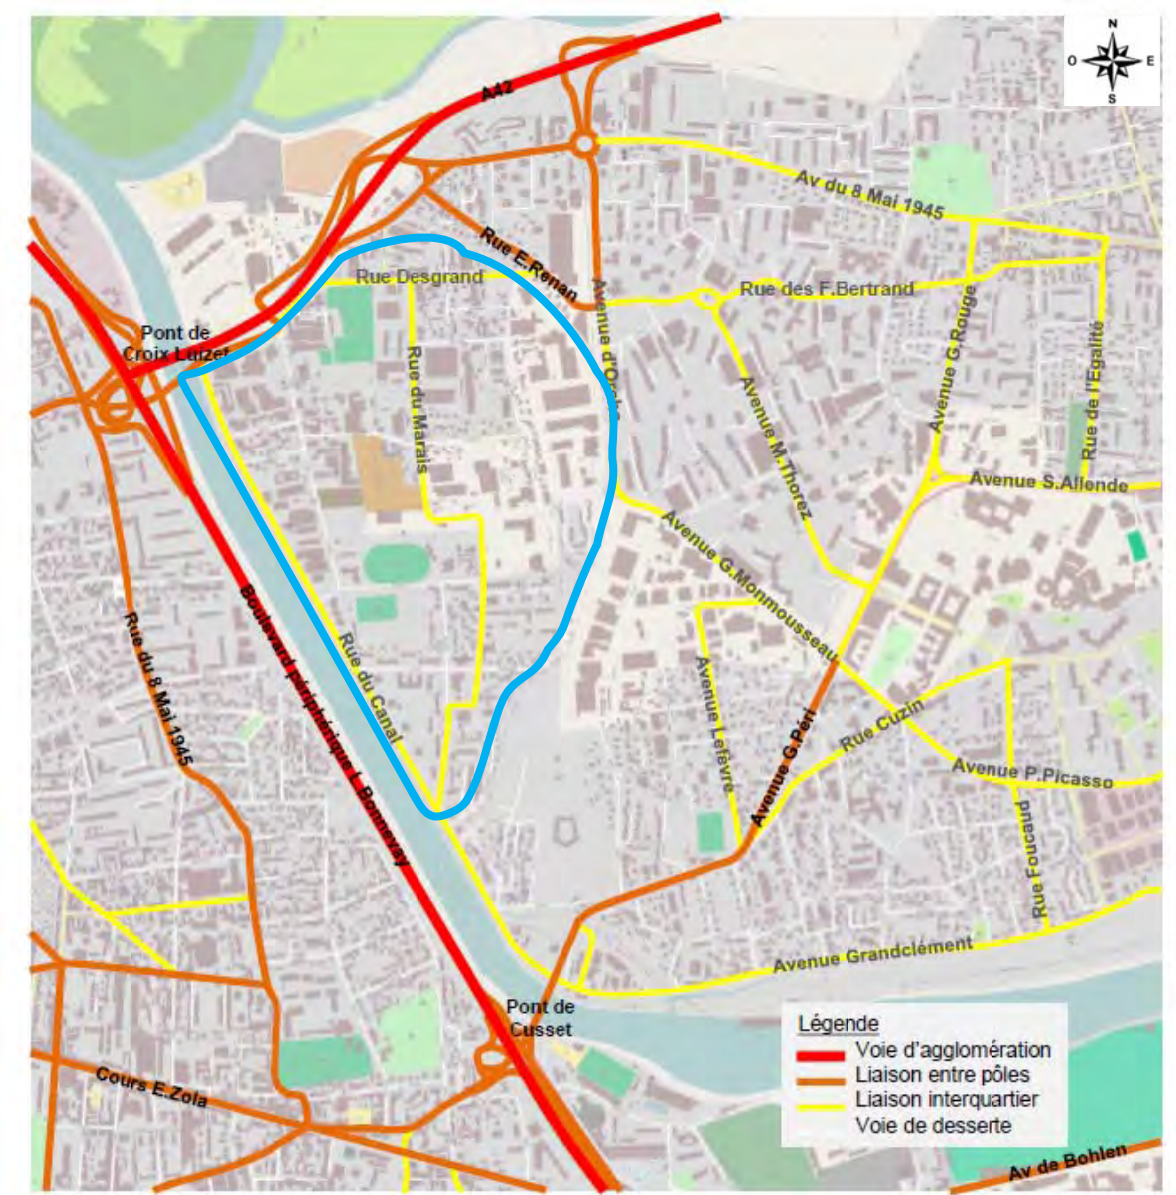 N
O E
S
A42
Av du 8 Mai 1945
Rue E.Renan
Rue Desgrand
Rue des F.Bertrand
Avenue d'O
Pont de
Croix Luizet
Avenue G.Rouge
Rue de l'Egalité
Rue du Marais
Avenue M.Thorez
Avenue S.Allende
Avenue G.Monmousseau
Boulevard périphérique L.Bonnevay
Rue du 8 Mai 1945
Rue du Canal
Avenue Lefèvre
Avenue G.Péri
Rue Cuzin
Avenue P.Picasso
Rue Foucaud
Avenue Grandclément
Pont de
Cusset
Cours E.Zola
Légende
Voie d'agglomération
Liaison entre pôles
Liaison interquartier
Voie de desserte
Av de Bohlen